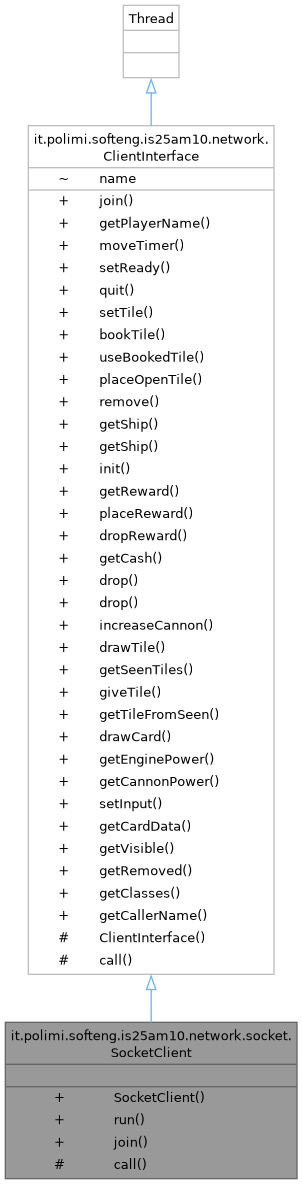 Thread
it.polimi.softeng.is25am10.network.
ClientInterface
~ name
+ join()
+ getPlayerName()
+ moveTimer()
+ setReady()
+ quit()
+ setTile()
+ bookTile()
+ useBookedTile()
+ placeOpenTile()
+ remove()
+ getShip()
+ getShip()
+ init()
+ getReward()
+ placeReward()
+ dropReward()
+ getCash()
+ drop()
+ drop()
+ increaseCannon()
+ drawTile()
+ getSeenTiles()
+ giveTile()
+ getTileFromSeen()
+ drawCard()
+ getEnginePower()
+ getCannonPower()
+ setInput()
+ getCardData()
+ getVisible()
+ getRemoved()
+ getClasses()
+ getCallerName()
# ClientInterface()
# call()
it.polimi.softeng.is25am10.network.socket.
SocketClient
+ SocketClient()
+ run()
+ join()
# call()